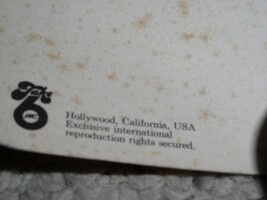 Hollywood, California, USA
Exclusive international
reproduction rights secured.